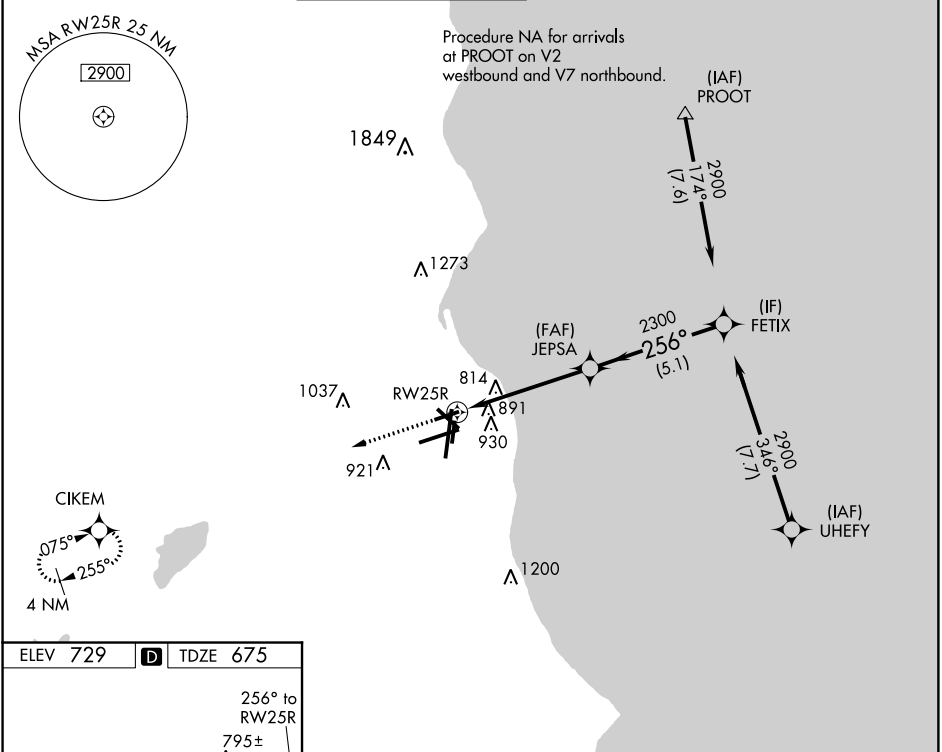 MSA RW25R 25 NM
2900
Procedure NA for arrivals
at PROOT on V2
westbound and V7 northbound.
(IAF)
PROOT
1849
2900
174°
(7.6)
1273
(IF)
FETIX
2300
256°
(5.1)
(FAF)
JEPSA
814
RW25R
1037
891
930
921
2900
346°
(7.7)
(IAF)
UHEFY
CIKEM
075°
255°
4 NM
1200
ELEV 729 D TDZE 675
256° to
RW25R
795±